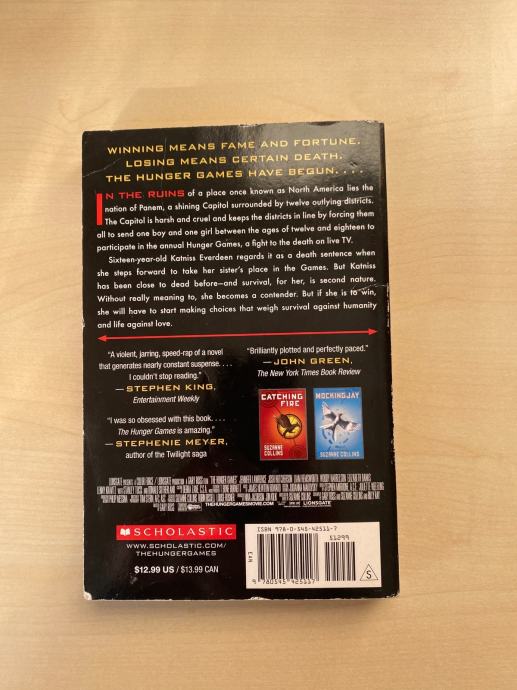 WINNING MEANS FAME AND FORTUNE.
LOSING MEANS CERTAIN DEATH.
THE HUNGER GAMES HAVE BEGUN. . . .
IN THE RUINS of a place once known as North America lies the
nation of Panem, a shining Capitol surrounded by twelve outlying districts.
The Capitol is harsh and cruel and keeps the districts in line by forcing them
all to send one boy and one girl between the ages of twelve and eighteen to
participate in the annual Hunger Games, a fight to the death on live TV.
Sixteen-year-old Katniss Everdeen regards it as a death sentence when
she steps forward to take her sister's place in the Games. But Katniss
has been close to dead before—and survival, for her, is second nature.
Without really meaning to, she becomes a contender. But if she is to win,
she will have to start making choices that weigh survival against humanity
and life against love.
"A violent, jarring, speed-rap of a novel
that generates nearly constant suspense. . . .
I couldn't stop reading."
— STEPHEN KING,
Entertainment Weekly
"I was so obsessed with this book. . . .
The Hunger Games is amazing."
— STEPHENIE MEYER,
author of the Twilight saga
"Brilliantly plotted and perfectly paced."
— JOHN GREEN,
The New York Times Book Review
CATCHING
FIRE
SUZANNE
COLLINS
MOCKINGJAY
SUZANNE COLLINS
THEHUNGERGAMESMOVIE.COM
LIONSGATE
SCHOLASTIC
WWW.SCHOLASTIC.COM/
THEHUNGERGAMES
$12.99 US / $13.99 CAN
ISBN 978-0-545-42511-7
51299
EAN
9 780545 425117
S